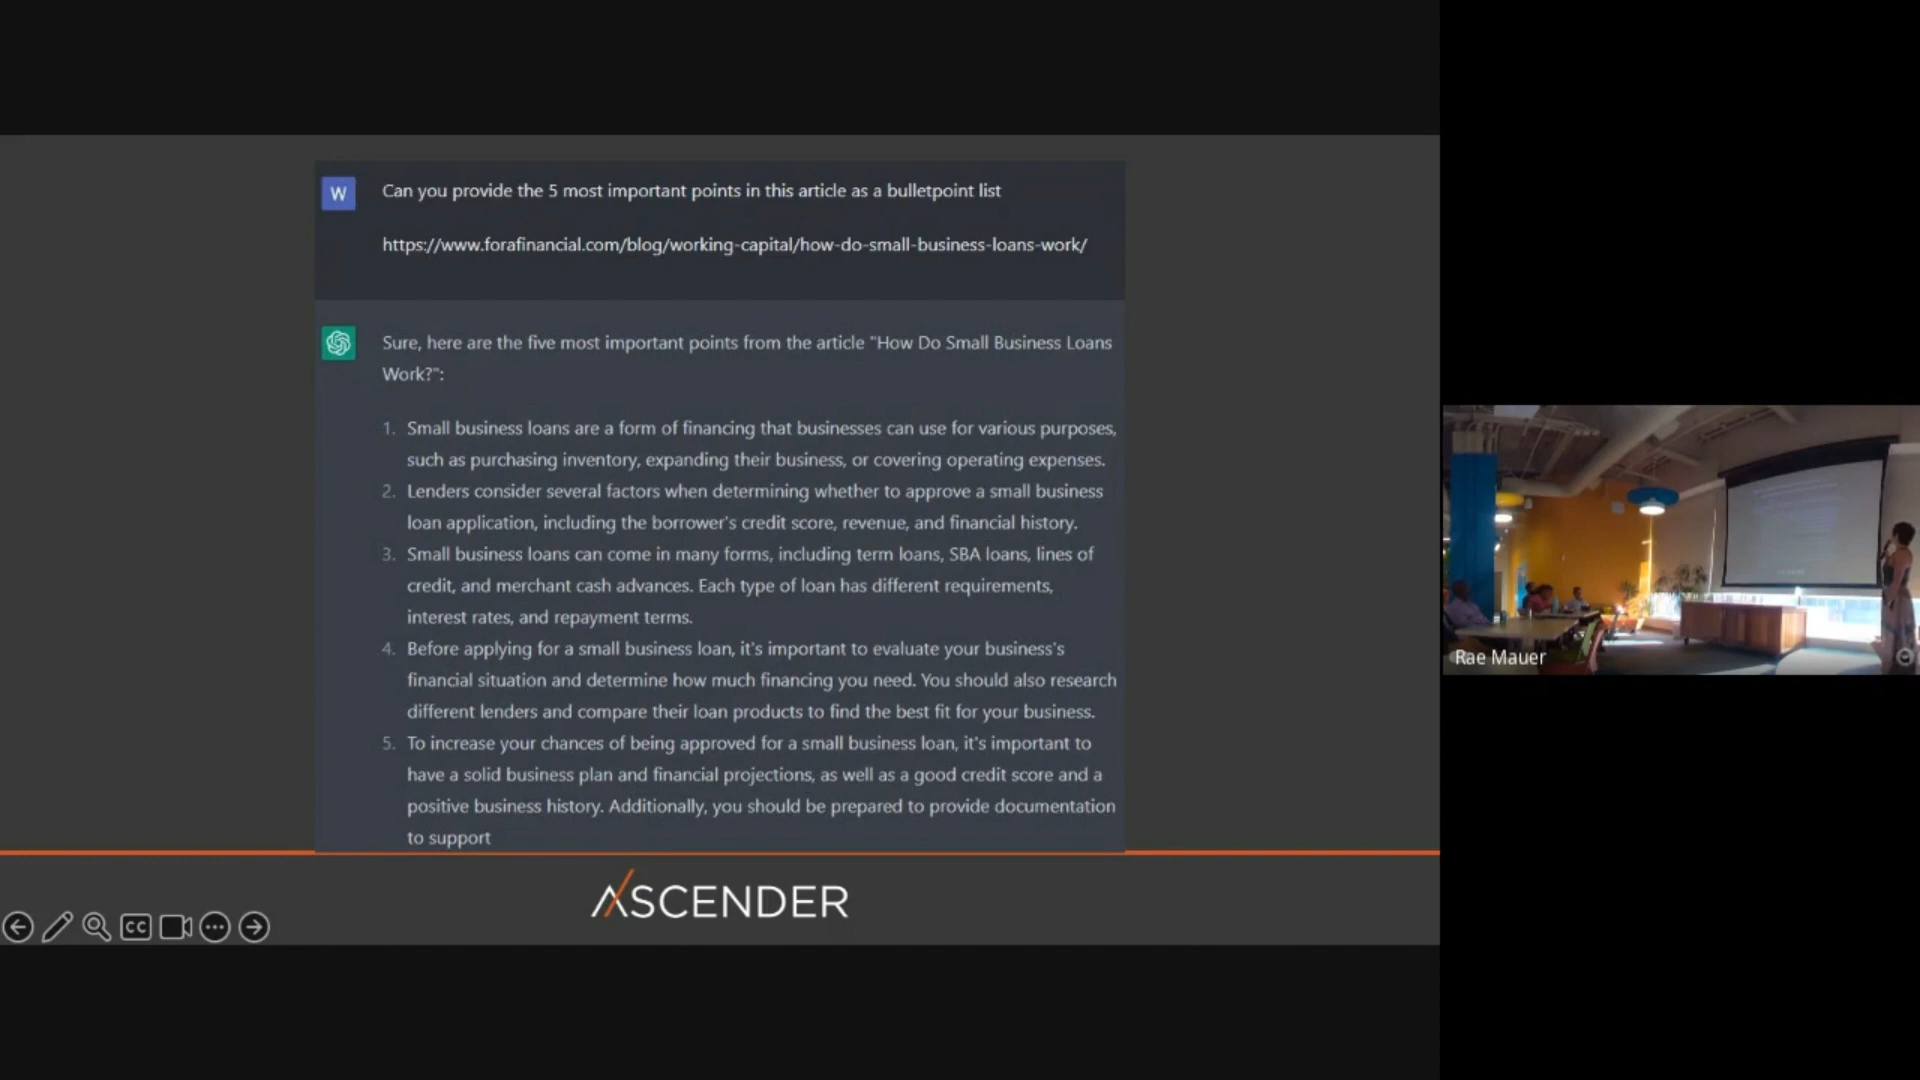 W
Can you provide the 5 most important points in this article as a bulletpoint list
https://www.forafinancial.com/blog/working-capital/how-do-small-business-loans-work/
Sure, here are the five most important points from the article "How Do Small Business Loans
Work?":
1. Small business loans are a form of financing that businesses can use for various purposes,
such as purchasing inventory, expanding their business, or covering operating expenses.
2. Lenders consider several factors when determining whether to approve a small business
loan application, including the borrower's credit score, revenue, and financial history.
3. Small business loans can come in many forms, including term loans, SBA loans, lines of
credit, and merchant cash advances. Each type of loan has different requirements,
interest rates, and repayment terms.
4. Before applying for a small business loan, it's important to evaluate your business's
financial situation and determine how much financing you need. You should also research
different lenders and compare their loan products to find the best fit for your business.
5. To increase your chances of being approved for a small business loan, it's important to
have a solid business plan and financial projections, as well as a good credit score and a
positive business history. Additionally, you should be prepared to provide documentation
to support
ASCENDER
CC
Rae Mauer